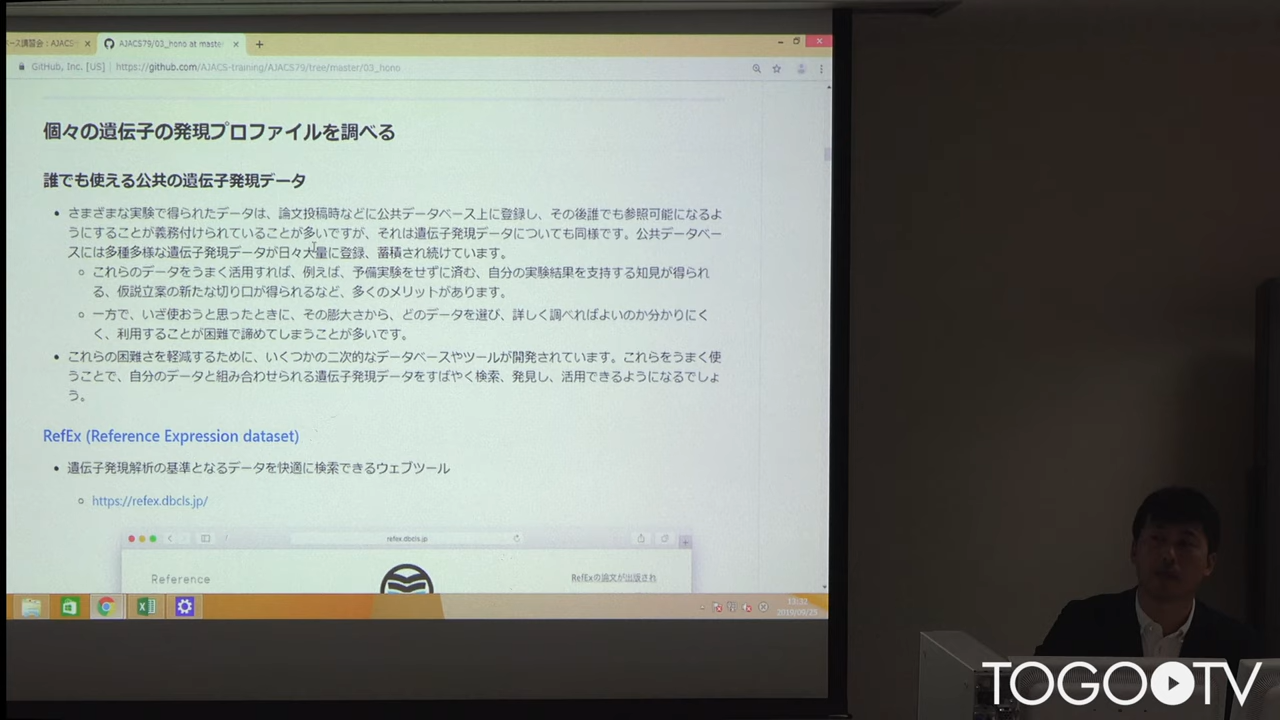 ース講習会：AJACS
AJACS79/03_hono at master
GitHub, Inc. [US] | https://github.com/AJACS-training/AJACS79/tree/master/03_hono
個々の遺伝子の発現プロファイルを調べる
誰でも使える公共の遺伝子発現データ
さまざまな実験で得られたデータは、論文投稿時などに公共データベース上に登録し、その後誰でも参照可能になるよ
うにすることが義務付けられていることが多いですが、それは遺伝子発現データについても同様です。公共データベー
スには多種多様な遺伝子発現データが日々大量に登録、蓄積され続けています。
これらのデータをうまく活用すれば、例えば、予備実験をせずに済む、自分の実験結果を支持する知見が得られ
る、仮説立案の新たな切り口が得られるなど、多くのメリットがあります。
一方で、いざ使おうと思ったときに、その膨大さから、どのデータを選び、詳しく調べればよいのか分かりにく
く、利用することが困難で諦めてしまうことが多いです。
これらの困難さを軽減するために、いくつかの二次的なデータベースやツールが開発されています。これらをうまく使
うことで、自分のデータと組み合わせられる遺伝子発現データをすばやく検索、発見し、活用できるようになるでしょ
う。
RefEx (Reference Expression dataset)
遺伝子発現解析の基準となるデータを快適に検索できるウェブツール
https://refex.dbcls.jp/
refex.dbcls.jp
Reference
RefExの論文が出版され
13:32
2019/09/25
TOGOTV